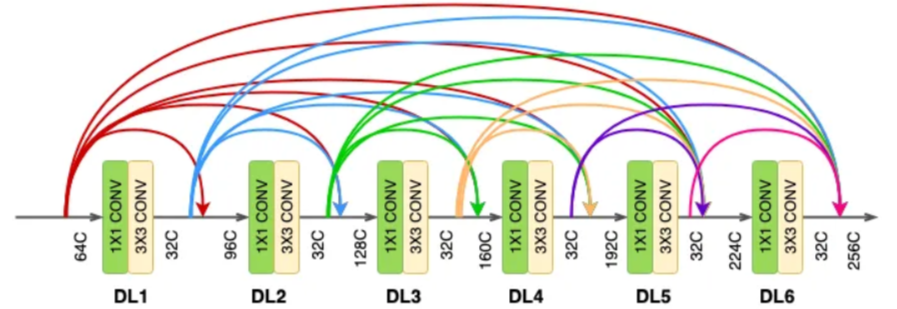 64C
1X1 CONV
3X3 CONV
32C
96C
1X1 CONV
3X3 CONV
32C
128C
1X1 CONV
3X3 CONV
32C
160C
1X1 CONV
3X3 CONV
32C
192C
1X1 CONV
3X3 CONV
32C
224C
1X1 CONV
3X3 CONV
32C
256C
DL1
DL2
DL3
DL4
DL5
DL6